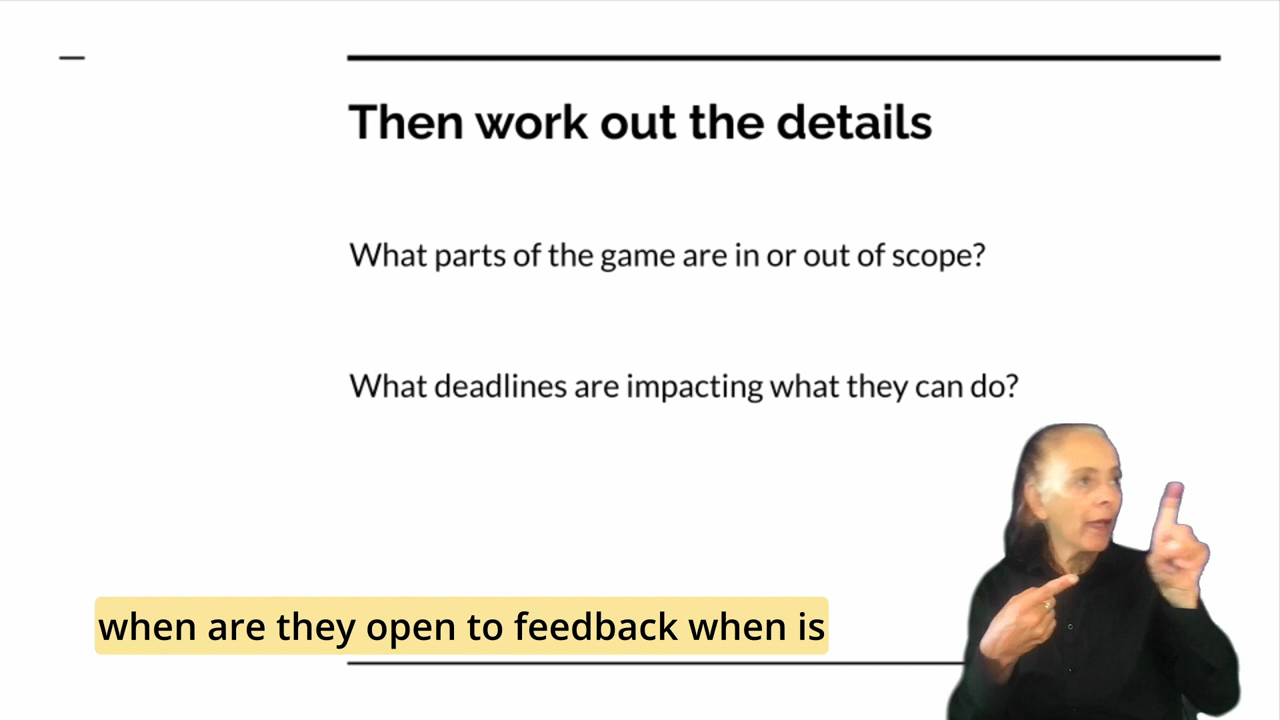 Then work out the details
What parts of the game are in or out of scope?
What deadlines are impacting what they can do?
when are they open to feedback when is